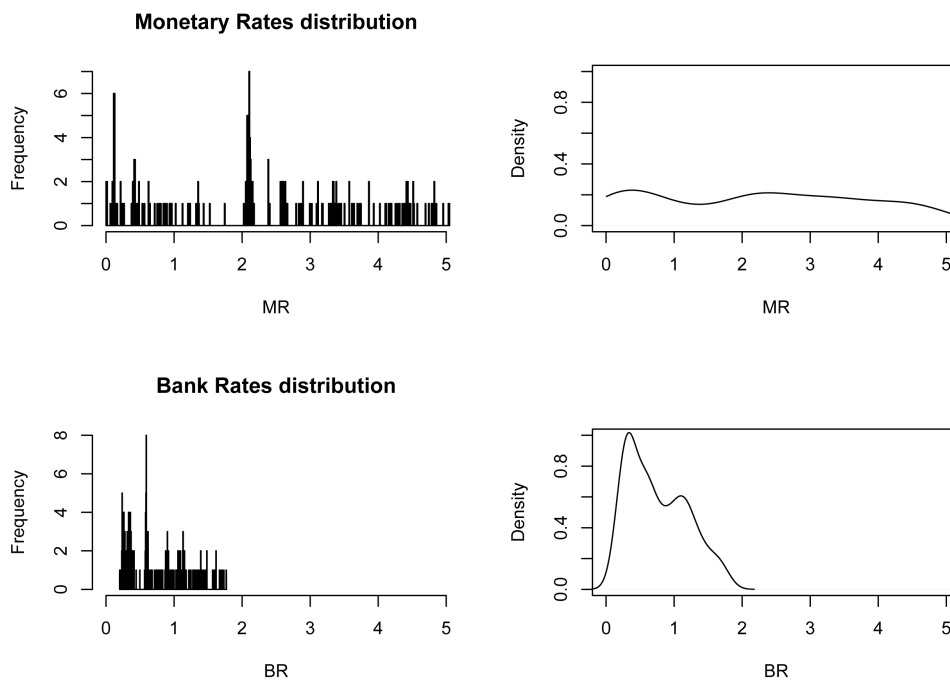 Monetary Rates distribution
Frequency
0 2 4 6
0 1 2 3 4 5
MR
Density
0.0 0.4 0.8
0 1 2 3 4 5
MR
Bank Rates distribution
Frequency
0 2 4 6 8
0 1 2 3 4 5
BR
Density
0.0 0.4 0.8
0 1 2 3 4 5
BR